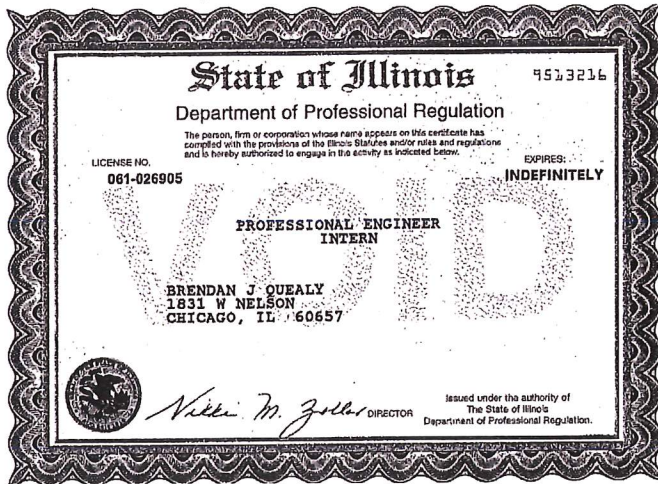 State of Illinois
9513216
Department of Professional Regulation
The person, firm or corporation whose name appears on this certificate has
complied with the provisions of the Illinois Statutes and/or rules and regulations
and is hereby authorized to engage in the activity as indicated below.
LICENSE NO.
061-026905
EXPIRES:
INDEFINITELY
VOID
PROFESSIONAL ENGINEER
INTERN
BRENDAN J QUEALY
1831 W NELSON
CHICAGO, IL 60657
Nikki M. Zollar DIRECTOR
Issued under the authority of
The State of Illinois
Department of Professional Regulation.